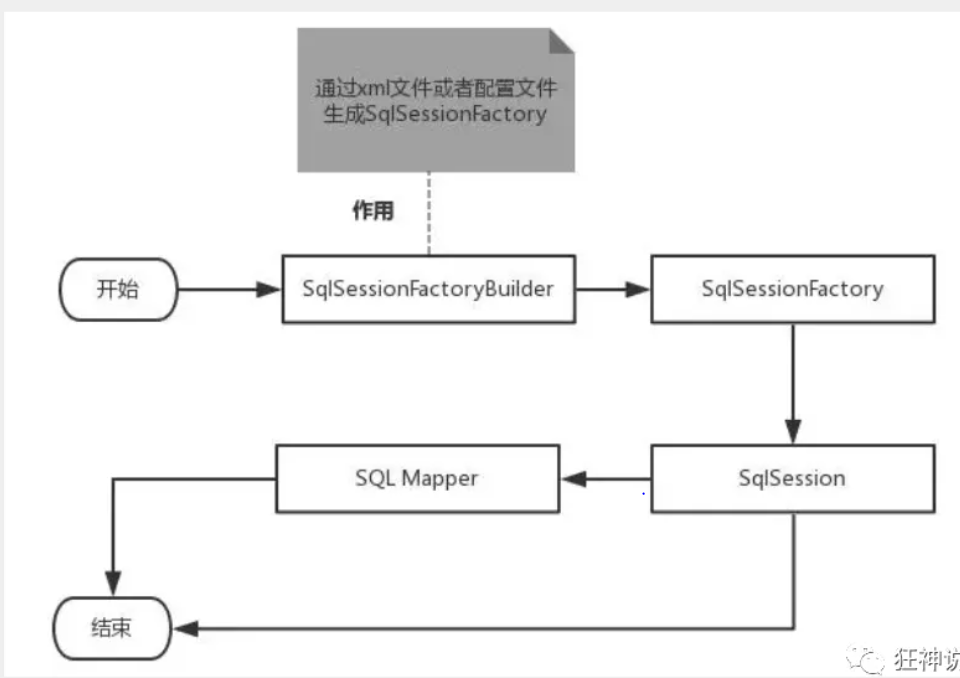 通过xml文件或者配置文件
生成SqlSessionFactory
作用
开始
SqlSessionFactoryBuilder
SqlSessionFactory
SQL Mapper
SqlSession
结束
狂神说